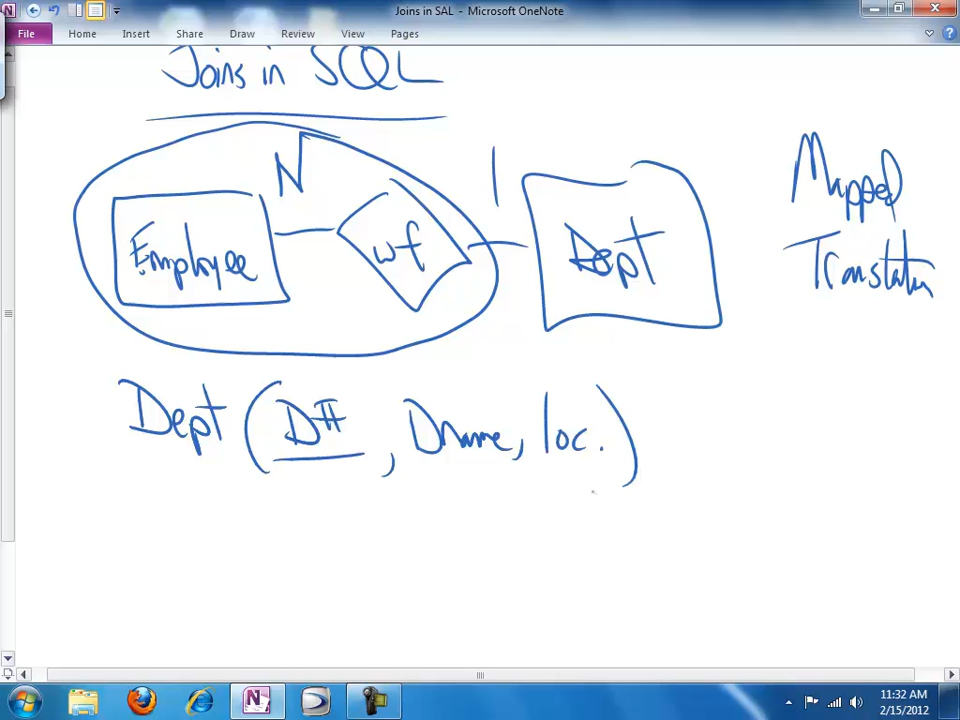 Joins in SAL - Microsoft OneNote
File Home Insert Share Draw Review View Pages
Joins in SQL
N
1
Employee
wf
Dept
Mapped
Translation
Dept (D#, Dname, loc.)
11:32 AM
2/15/2012